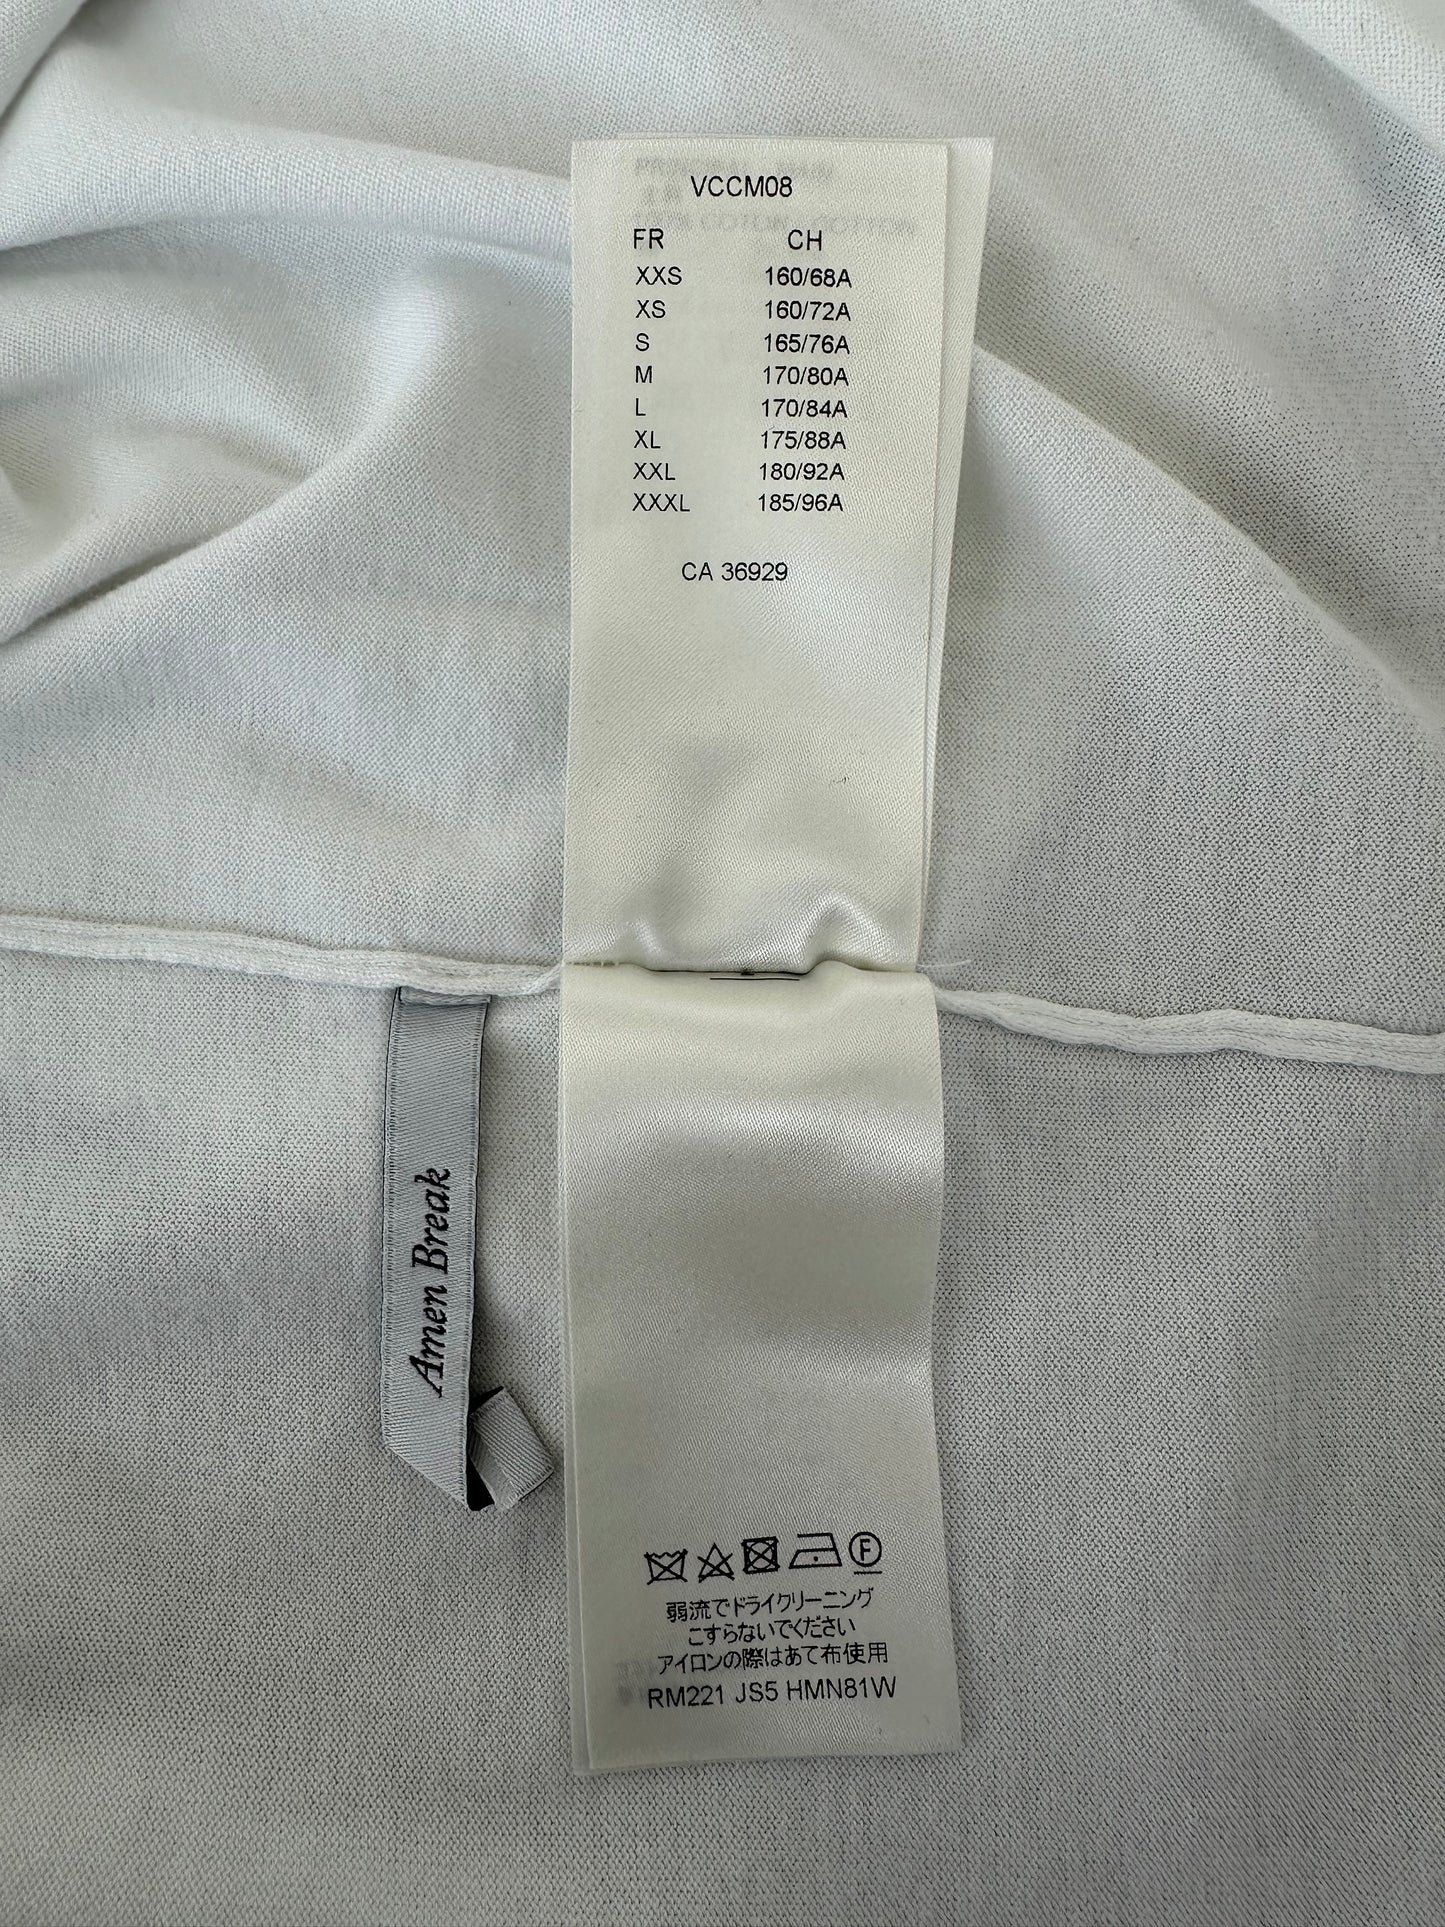 VCCM08
FR CH
XXS 160/68A
XS 160/72A
S 165/76A
M 170/80A
L 170/84A
XL 175/88A
XXL 180/92A
XXXL 185/96A
CA 36929
Amen Break
F
弱流でドライクリーニング
こすらないでください
アイロンの際はあて布使用
RM221 JS5 HMN81W